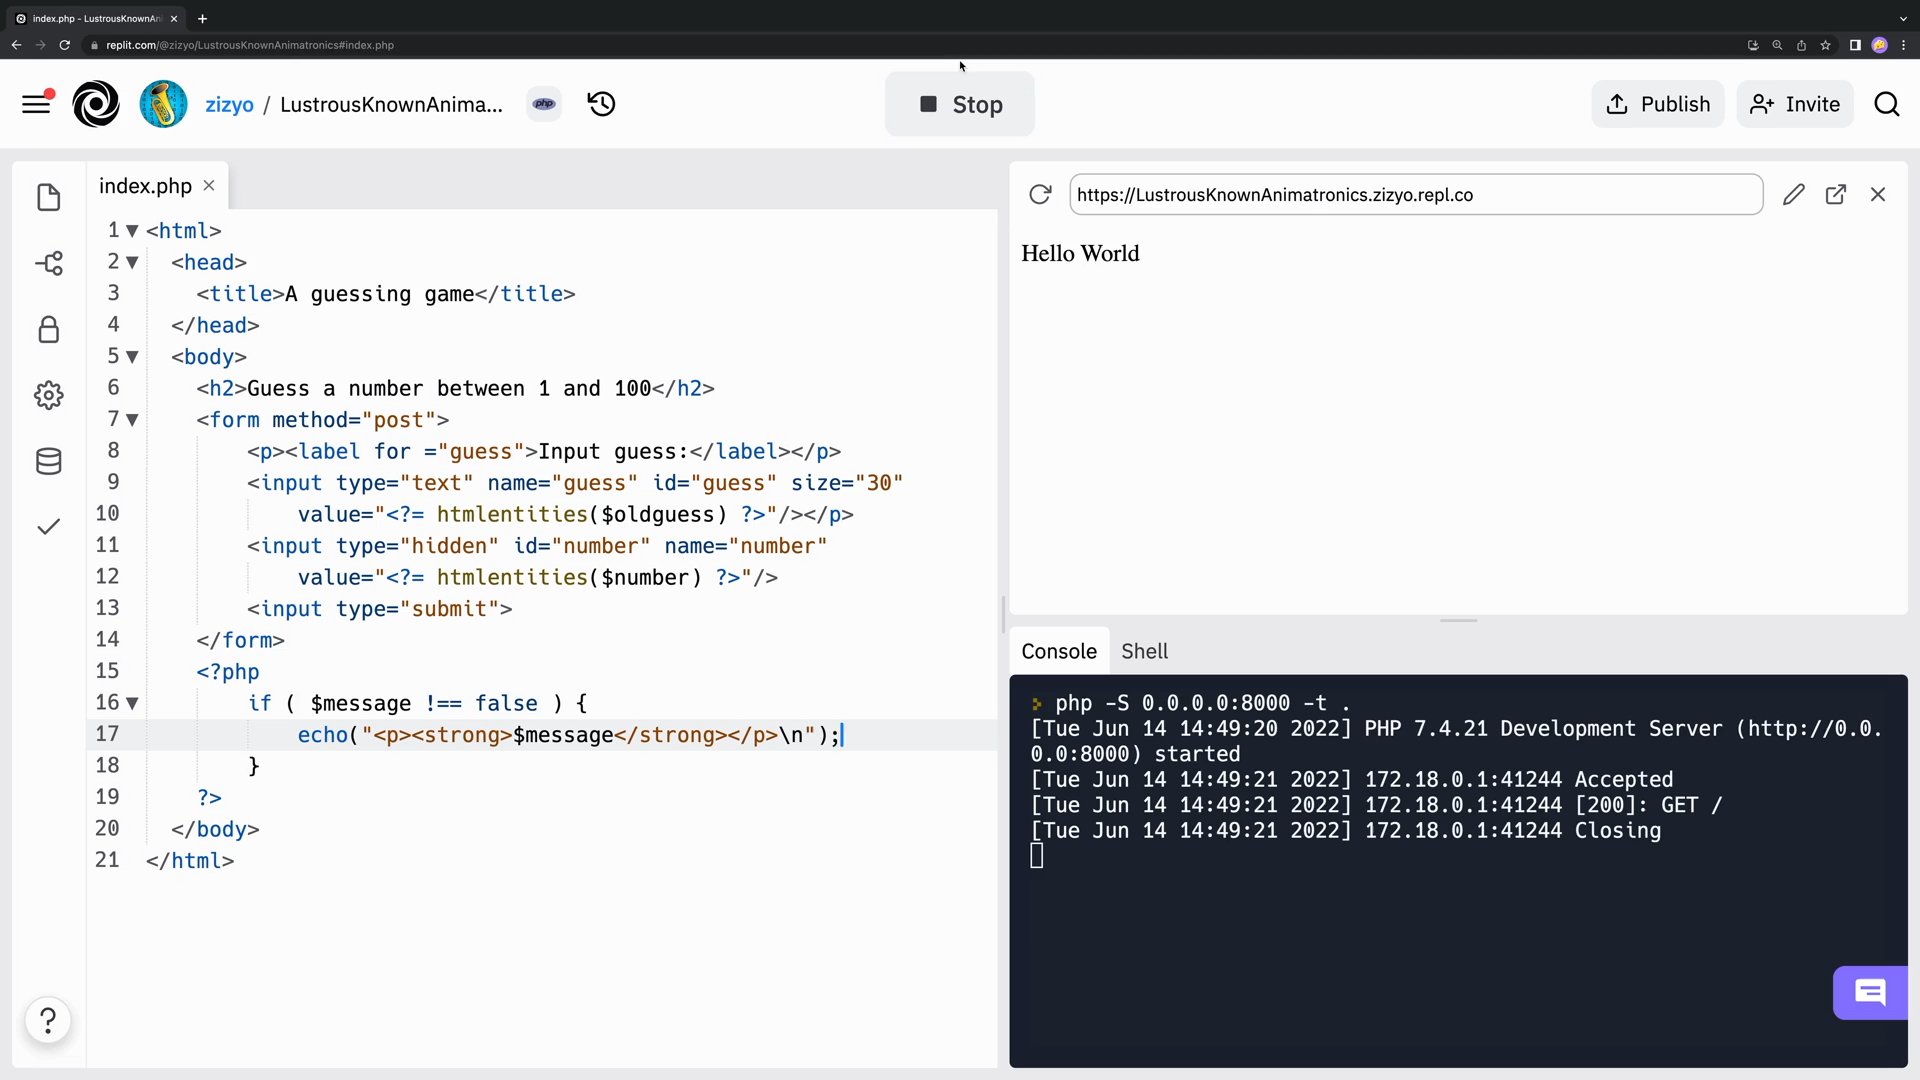 index.php - LustrousKnownAni
replit.com/@zizyo/LustrousKnownAnimatronics#index.php
zizyo / LustrousKnownAnima...
php
Stop
Publish
Invite
index.php
1 <html>
2 <head>
3 <title>A guessing game</title>
4 </head>
5 <body>
6 <h2>Guess a number between 1 and 100</h2>
7 <form method="post">
8 <p><label for ="guess">Input guess:</label></p>
9 <input type="text" name="guess" id="guess" size="30"
10 value="<?= htmlentities($oldguess) ?>"/></p>
11 <input type="hidden" id="number" name="number"
12 value="<?= htmlentities($number) ?>"/>
13 <input type="submit">
14 </form>
15 <?php
16 if ( $message !== false ) {
17 echo("<p><strong>$message</strong></p>\n");
18 }
19 ?>
20 </body>
21 </html>
?
https://LustrousKnownAnimatronics.zizyo.repl.co
Hello World
Console
Shell
php -S 0.0.0.0:8000 -t .
[Tue Jun 14 14:49:20 2022] PHP 7.4.21 Development Server (http://0.0.
0.0:8000) started
[Tue Jun 14 14:49:21 2022] 172.18.0.1:41244 Accepted
[Tue Jun 14 14:49:21 2022] 172.18.0.1:41244 [200]: GET /
[Tue Jun 14 14:49:21 2022] 172.18.0.1:41244 Closing